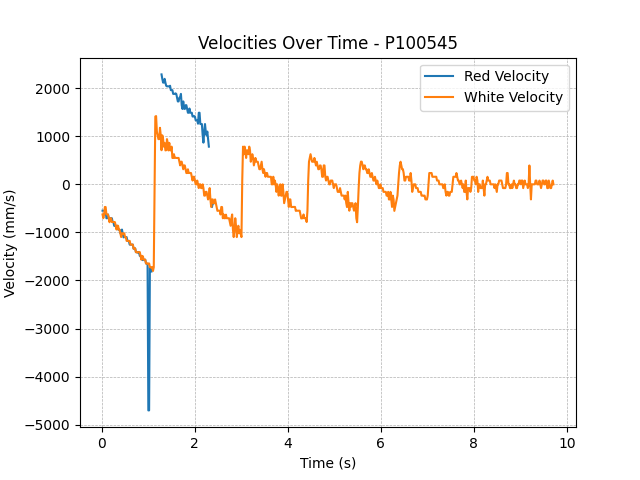 Velocities Over Time - P100545
Red Velocity
White Velocity
Velocity (mm/s)
2000
1000
0
−1000
−2000
−3000
−4000
−5000
0 2 4 6 8 10
Time (s)